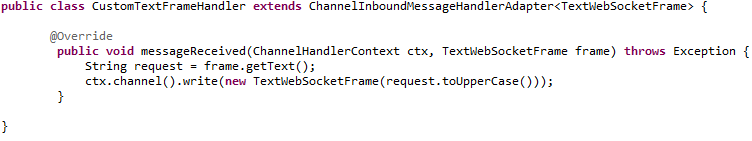 public class CustomTextFrameHandler extends ChannelInboundMessageHandlerAdapter<TextWebSocketFrame> {
@Override
public void messageReceived(ChannelHandlerContext ctx, TextWebSocketFrame frame) throws Exception {
String request = frame.getText();
ctx.channel().write(new TextWebSocketFrame(request.toUpperCase()));
}
}